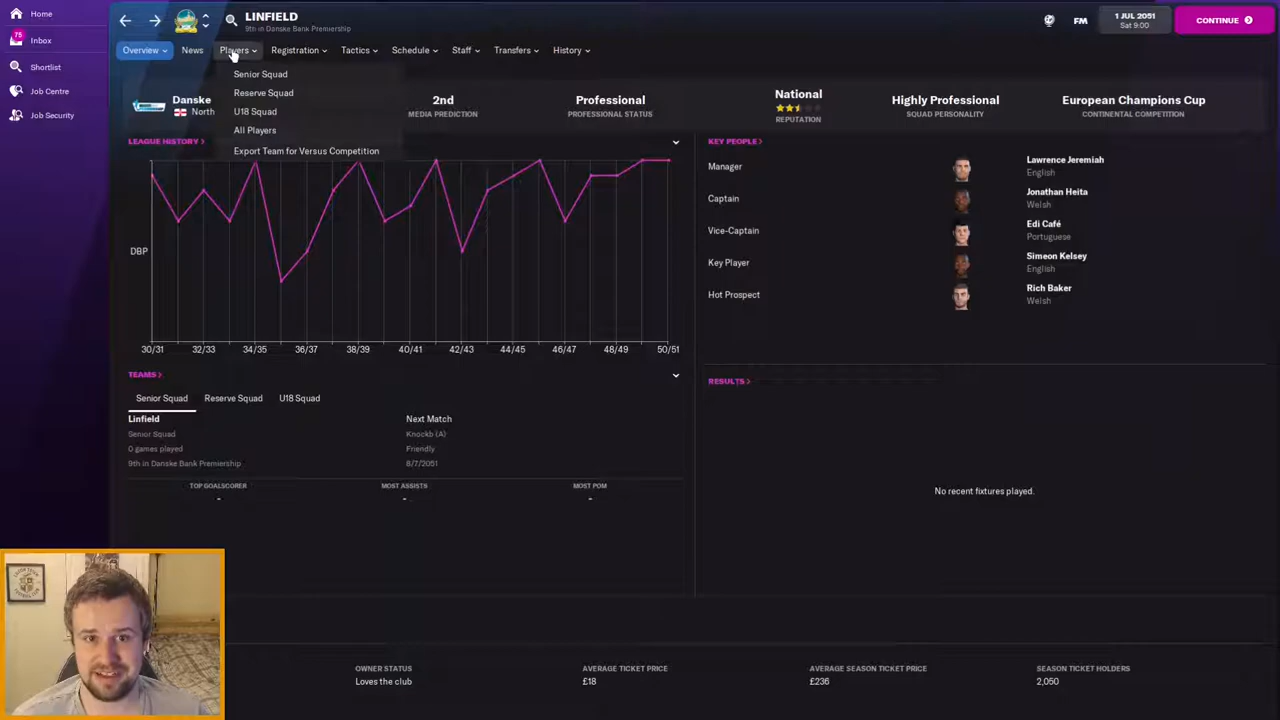 Home
75
Inbox
Shortlist
Job Centre
Job Security
LINFIELD
9th in Danske Bank Premiership
FM
1 JUL 2051
Sat 9:00
CONTINUE
Overview
News
Players
Registration
Tactics
Schedule
Staff
Transfers
History
Senior Squad
Reserve Squad
U18 Squad
All Players
Export Team for Versus Competition
Danske
North
2nd
MEDIA PREDICTION
Professional
PROFESSIONAL STATUS
National
REPUTATION
Highly Professional
SQUAD PERSONALITY
European Champions Cup
CONTINENTAL COMPETITION
LEAGUE HISTORY >
DBP
30/31 32/33 34/35 36/37 38/39 40/41 42/43 44/45 46/47 48/49 50/51
KEY PEOPLE >
Manager
Lawrence Jeremiah
English
Captain
Jonathan Heita
Welsh
Vice-Captain
Edi Café
Portuguese
Key Player
Simeon Kelsey
English
Hot Prospect
Rich Baker
Welsh
TEAMS >
Senior Squad Reserve Squad U18 Squad
Linfield
Senior Squad
0 games played
9th in Danske Bank Premiership
Next Match
Knockb (A)
Friendly
8/7/2051
TOP GOALSCORER
-
MOST ASSISTS
-
MOST POM
-
RESULTS >
No recent fixtures played.
OWNER STATUS
Loves the club
AVERAGE TICKET PRICE
£18
AVERAGE SEASON TICKET PRICE
£236
SEASON TICKET HOLDERS
2,050